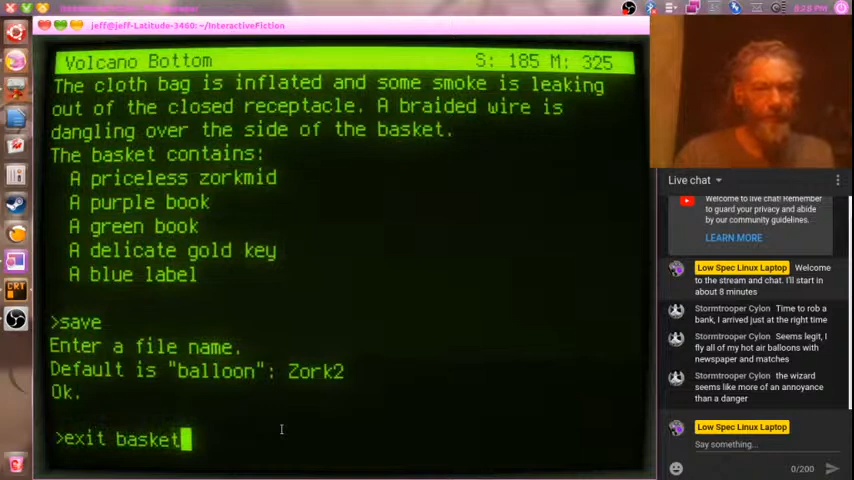 8:28 PM
jeff@jeff-Latitude-3460: ~/InteractiveFiction
Volcano Bottom S: 185 M: 325
The cloth bag is inflated and some smoke is leaking
out of the closed receptacle. A braided wire is
dangling over the side of the basket.
The basket contains:
A priceless zorkmid
A purple book
A green book
A delicate gold key
A blue label
>save
Enter a file name.
Default is "balloon": Zork2
Ok.
>exit basket
CRT
Live chat
Welcome to live chat! Remember
to guard your privacy and abide
by our community guidelines.
LEARN MORE
Low Spec Linux Laptop Welcome
to the stream and chat. I'll start in
about 8 minutes
Stormtrooper Cylon Time to rob a
bank, I arrived just at the right time
Stormtrooper Cylon Seems legit, I
fly all of my hot air balloons with
newspaper and matches
Stormtrooper Cylon the wizard
seems like more of an annoyance
than a danger
Low Spec Linux Laptop
Say something...
0/200